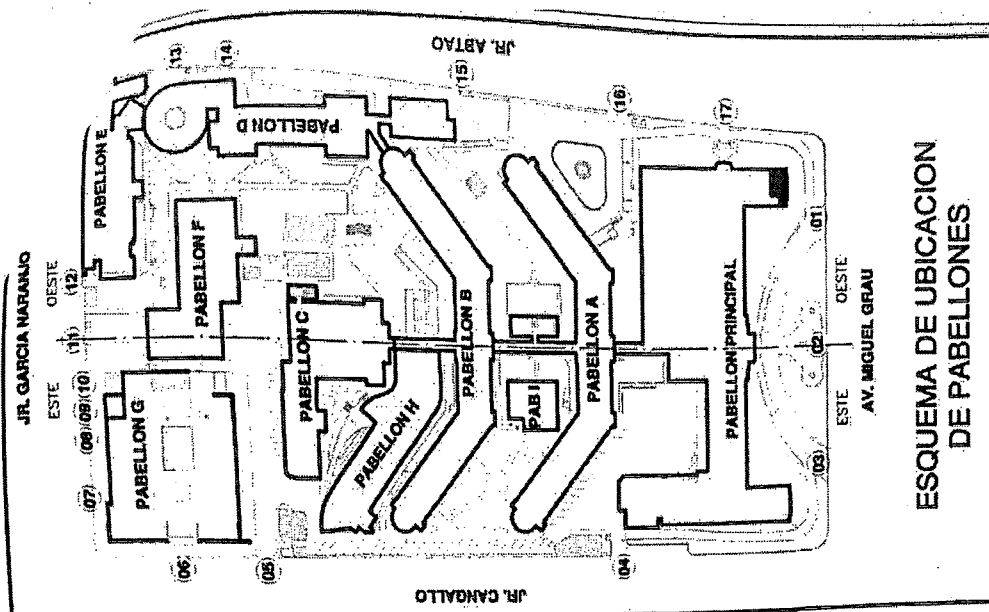 JR. GARCIA NARANJO
ESTE
OESTE
(07)
(08)
(09)
(10)
(11)
(12)
(13)
(14)
JR. ABTAO
(15)
(16)
(17)
PABELLON G
PABELLON F
PABELLON E
PABELLON D
PABELLON C
PABELLON H
PABELLON B
PAB I
PABELLON A
PABELLON PRINCIPAL
(06)
(05)
(04)
JR. CANGALLO
(03)
(02)
(01)
ESTE
OESTE
AV. MIGUEL GRAU
ESQUEMA DE UBICACION
DE PABELLONES